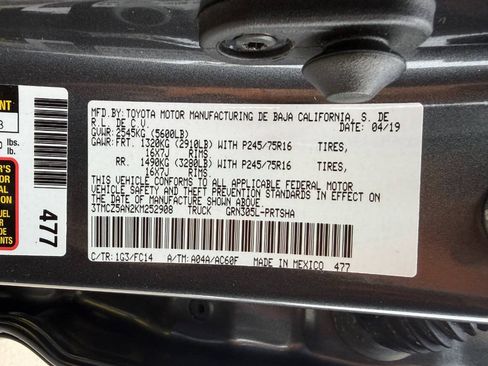 MFD.BY: TOYOTA MOTOR MANUFACTURING DE BAJA CALIFORNIA, S. DE
R.L. DE C.V. DATE: 04/19
GVWR: 2545KG (5600LB)
GAWR: FRT. 1320KG (2910LB) WITH P245/75R16 TIRES,
16X7J RIMS.
RR. 1490KG (3280LB) WITH P245/75R16 TIRES,
16X7J RIMS.
THIS VEHICLE CONFORMS TO ALL APPLICABLE FEDERAL MOTOR
VEHICLE SAFETY AND THEFT PREVENTION STANDARDS IN EFFECT ON
THE DATE OF MANUFACTURE SHOWN ABOVE.
3TMCZ5AN2KM252908 TRUCK GRN305L-PRTSHA
C/TR: 1G3/FC14 A/TM: A04A/AC60F MADE IN MEXICO 477
lbs.
lbs.
477